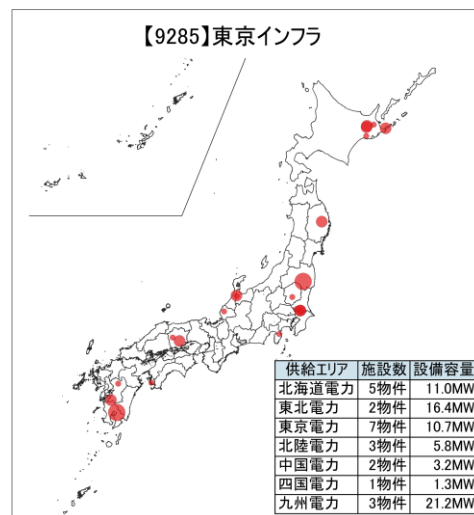 【9285】東京インフラ
供給エリア 施設数 設備容量
北海道電力 5物件 11.0MW
東北電力 2物件 16.4MW
東京電力 7物件 10.7MW
北陸電力 3物件 5.8MW
中国電力 2物件 3.2MW
四国電力 1物件 1.3MW
九州電力 3物件 21.2MW